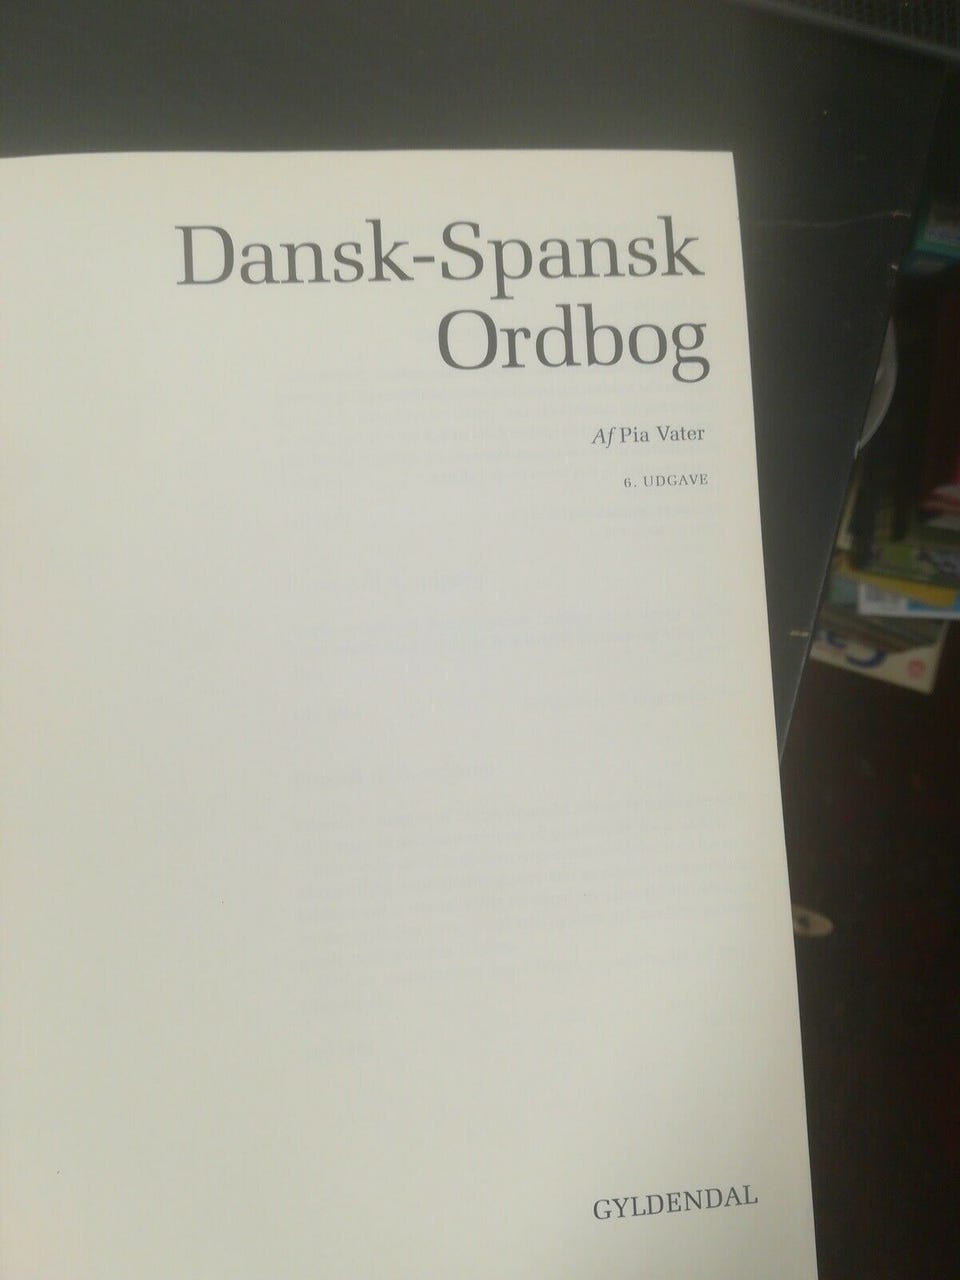 Dansk-Spansk
Ordbog
Af Pia Vater
6. UDGAVE
GYLDENDAL